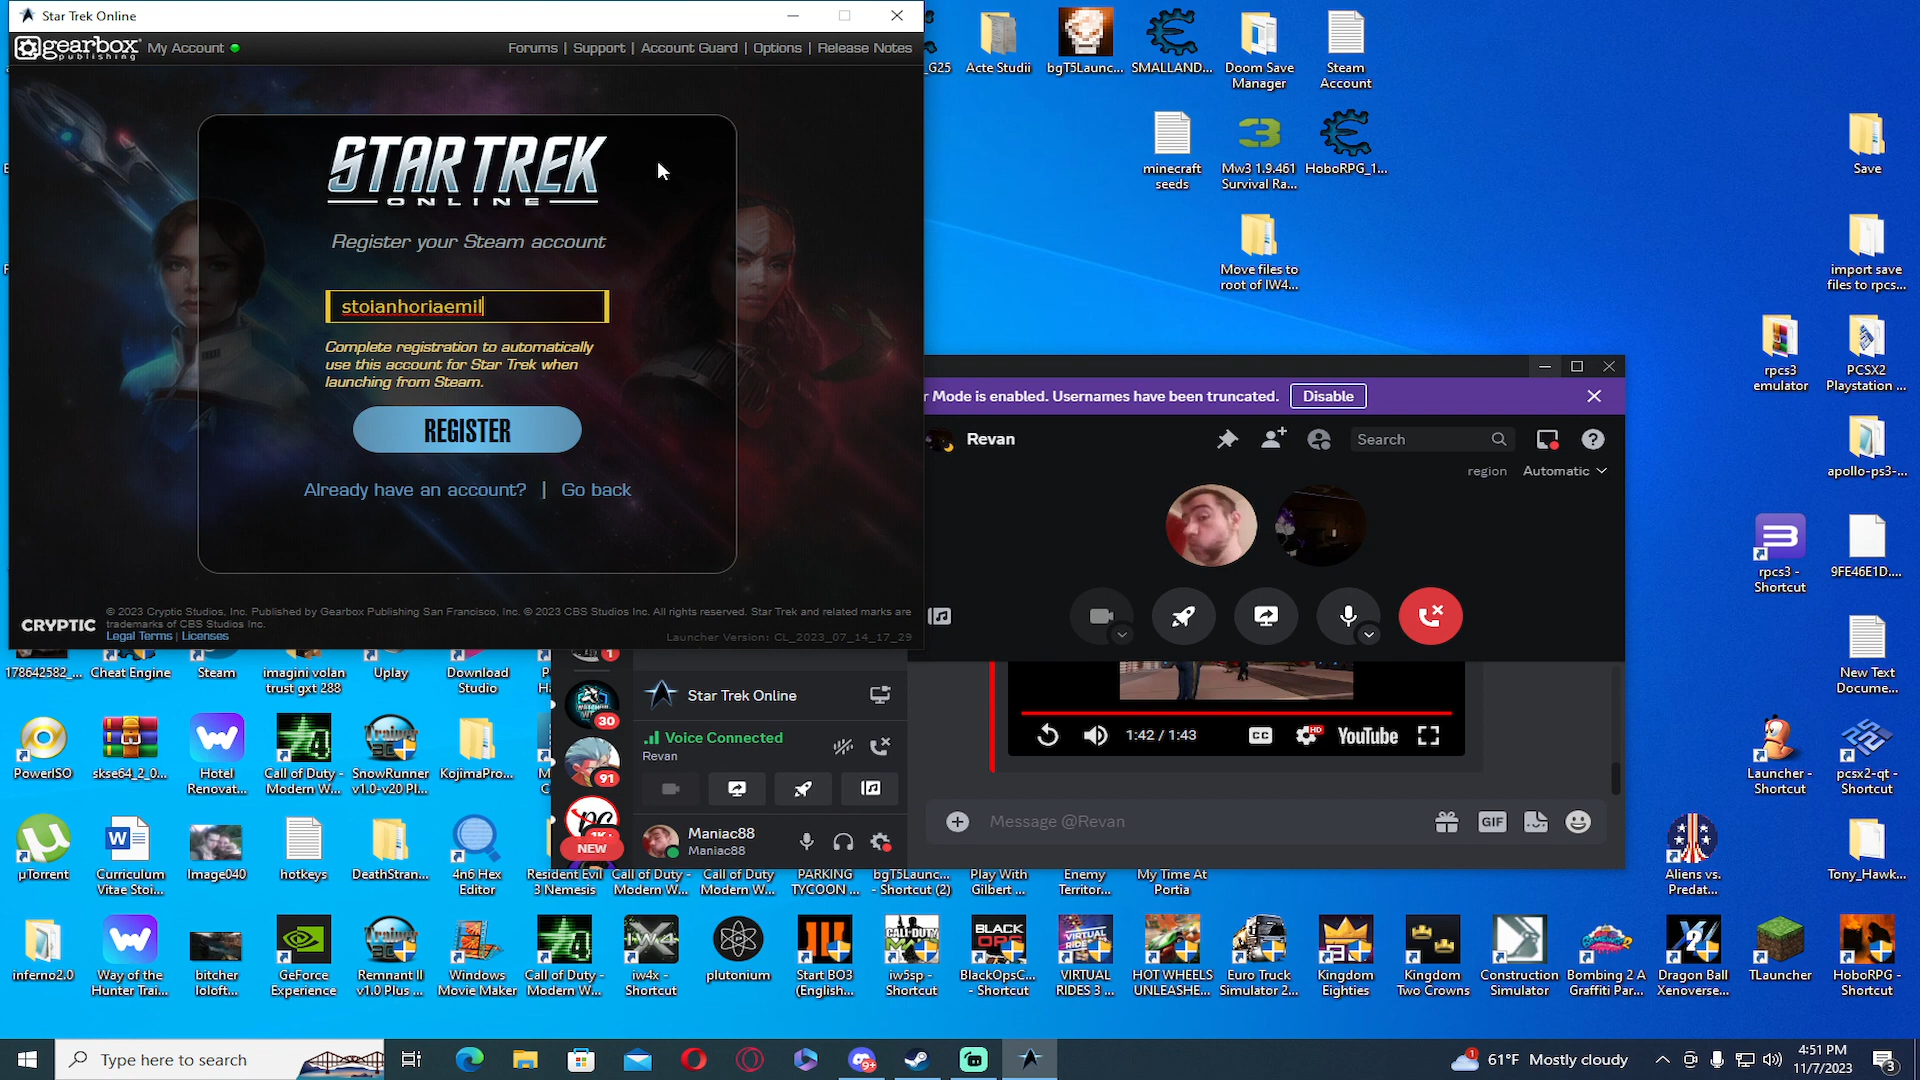 Star Trek Online
gearbox publishing
My Account
Forums | Support | Account Guard | Options | Release Notes
STAR TREK
ONLINE
Register your Steam account
stoianhoriaemil
Complete registration to automatically
use this account for Star Trek when
launching from Steam.
REGISTER
Already have an account? | Go back
CRYPTIC
© 2023 Cryptic Studios, Inc. Published by Gearbox Publishing San Francisco, Inc. © 2023 CBS Studios Inc. All rights reserved. Star Trek and related marks are
trademarks of CBS Studios Inc.
Legal Terms | Licenses
Launcher Version: CL_2023_07_14_17_29
_G25
Acte Studii
bgT5Launc...
SMALLAND...
Doom Save
Manager
Steam
Account
minecraft
seeds
3
Mw3 1.9.461
Survival Ra...
HoboRPG_1...
Move files to
root of IW4...
Save
import save
files to rpcs...
rpcs3
emulator
PCSX2
Playstation ...
apollo-ps3-...
rpcs3 -
Shortcut
9FE46E1D....
New Text
Docume...
Launcher -
Shortcut
pcsx2-qt -
Shortcut
Aliens vs.
Predat...
Tony_Hawk...
r Mode is enabled. Usernames have been truncated.
Disable
Revan
Search
region Automatic
1:42 / 1:43
CC
HD
YouTube
Message @Revan
GIF
1
30
91
1K+
NEW
Star Trek Online
Voice Connected
Revan
Maniac88
Maniac88
178642582_...
Cheat Engine
Steam
imagini volan
trust gxt 288
Uplay
Download
Studio
PowerISO
skse64_2_0...
Hotel
Renovat...
Call of Duty -
Modern W...
SnowRunner
v1.0-v20 Pl...
KojimaPro...
µTorrent
Curriculum
Vitae Stoi...
Image040
hotkeys
DeathStran...
4n6 Hex
Editor
Resident Evil
3 Nemesis
Call of Duty -
Modern W...
Call of Duty -
Modern W...
PARKING
TYCOON ...
bgT5Launc...
- Shortcut (2)
Play With
Gilbert ...
Enemy
Territor...
My Time At
Portia
inferno2.0
Way of the
Hunter Trai...
bitcher
loloft...
GeForce
Experience
Remnant II
v1.0 Plus ...
Windows
Movie Maker
Call of Duty -
Modern W...
iw4x -
Shortcut
plutonium
Start BO3
(English...
iw5sp -
Shortcut
BlackOpsC...
- Shortcut
VIRTUAL
RIDES 3 ...
HOT WHEELS
UNLEASHE...
Euro Truck
Simulator 2...
Kingdom
Eighties
Kingdom
Two Crowns
Construction
Simulator
Bombing 2 A
Graffiti Par...
Dragon Ball
Xenoverse...
TLauncher
HoboRPG -
Shortcut
Type here to search
9+
1
61°F Mostly cloudy
4:51 PM
11/7/2023
3